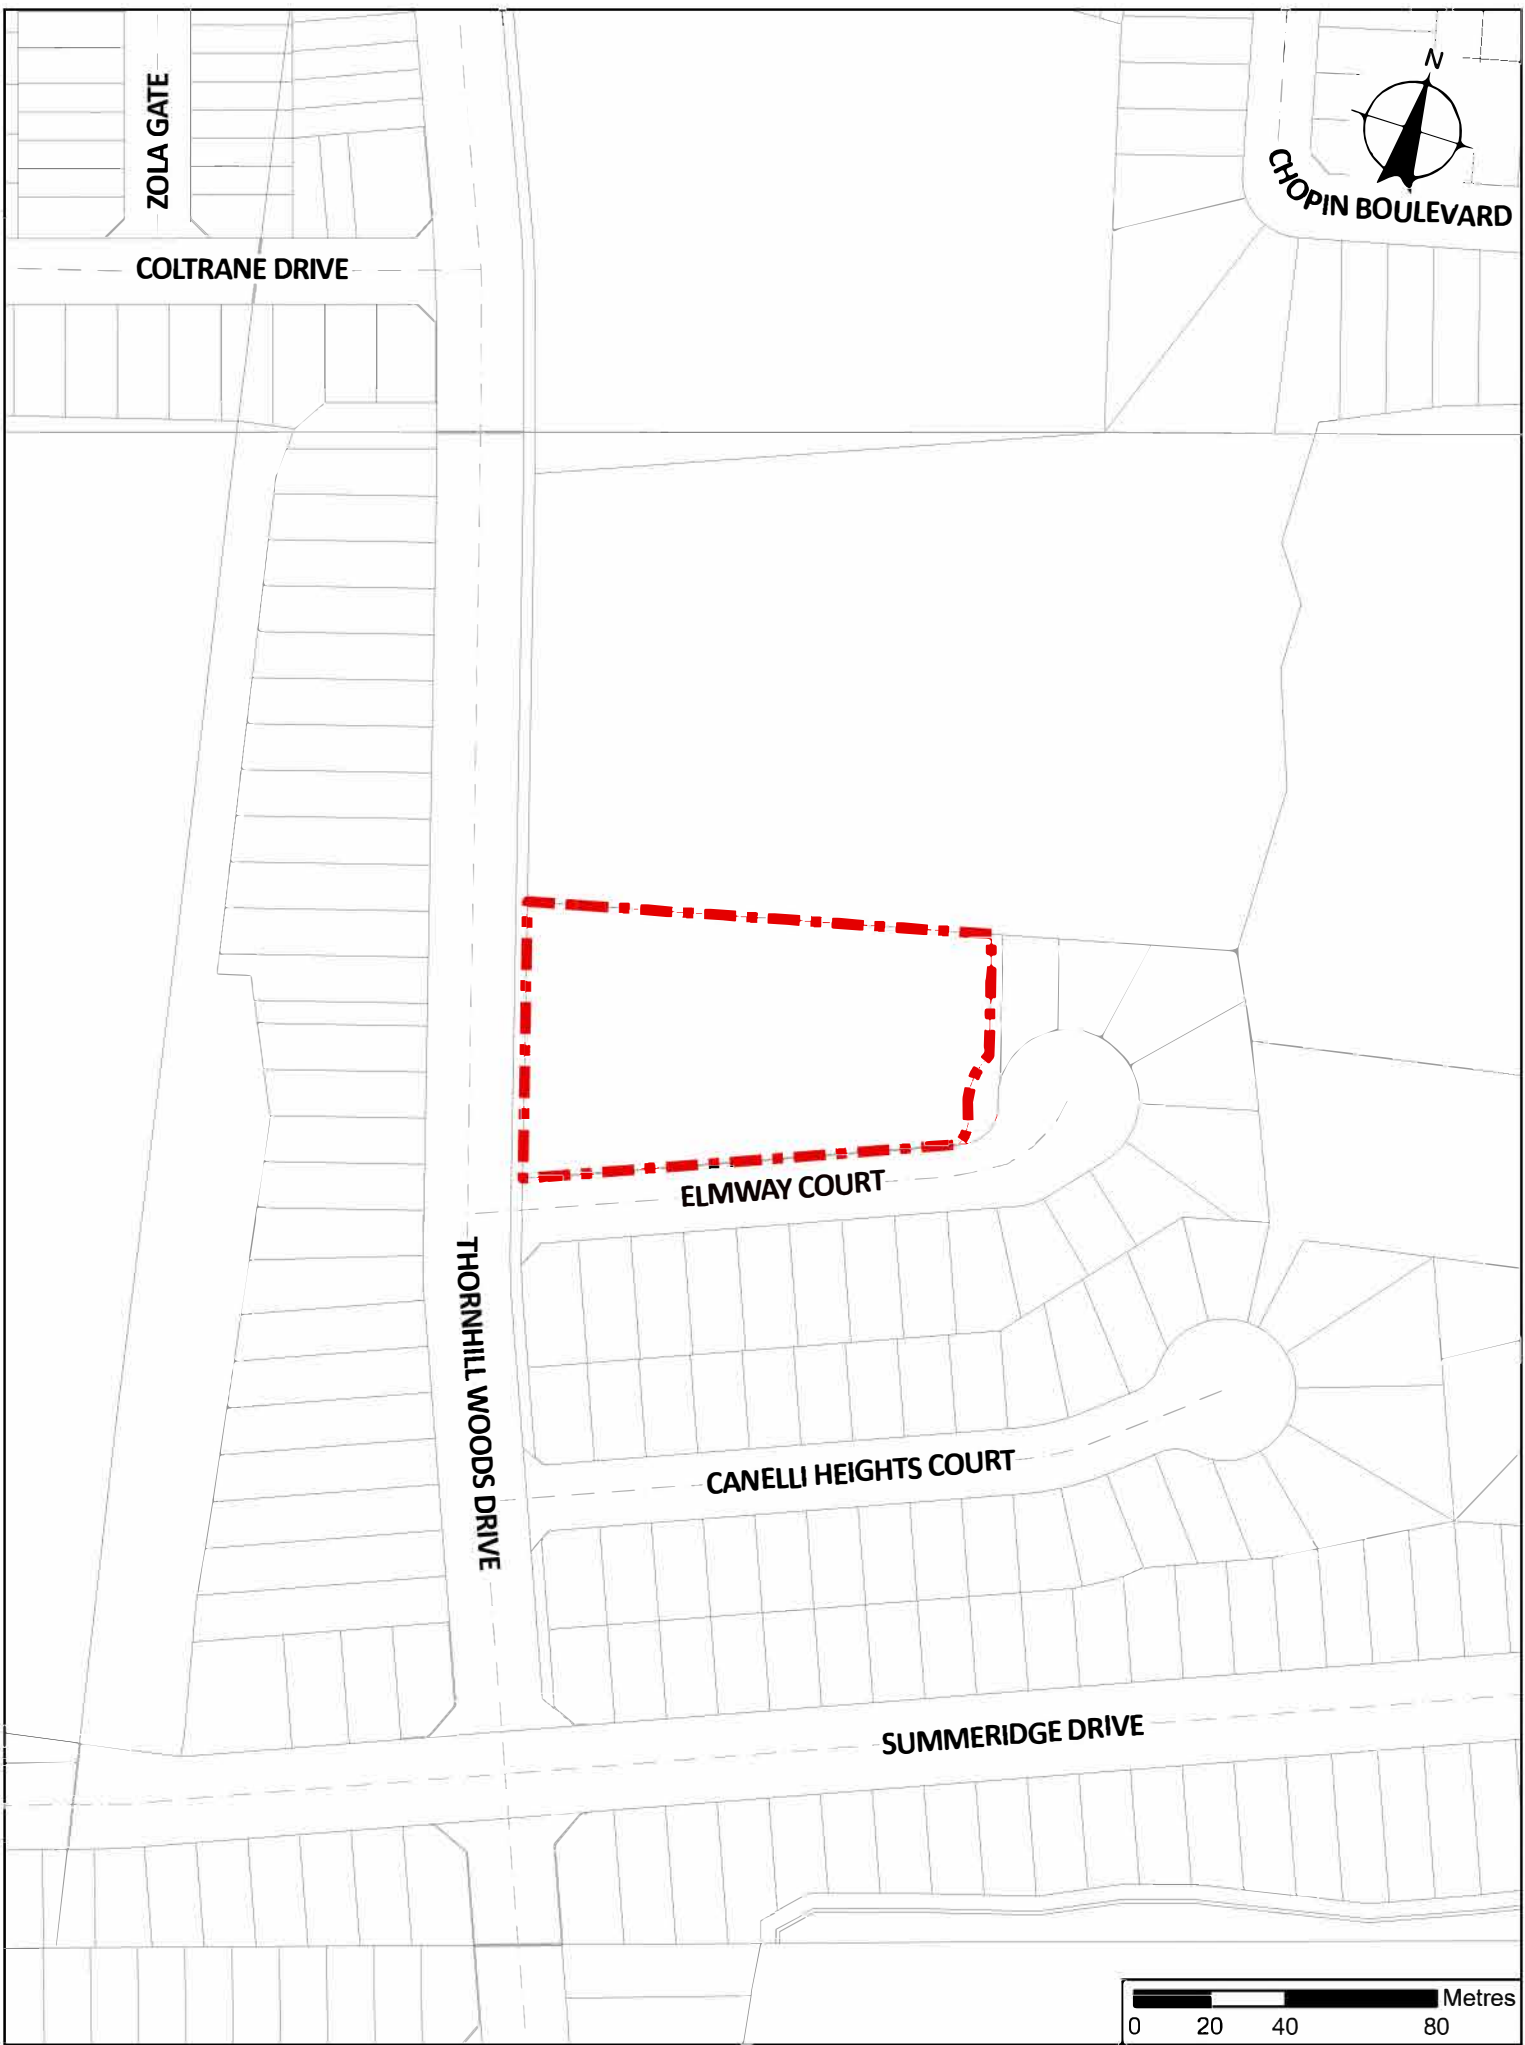 N
ZOLA GATE
CHOPIN BOULEVARD
COLTRANE DRIVE
ELMWAY COURT
THORNHILL WOODS DRIVE
CANELLI HEIGHTS COURT
SUMMERIDGE DRIVE
Metres
0 20 40 80